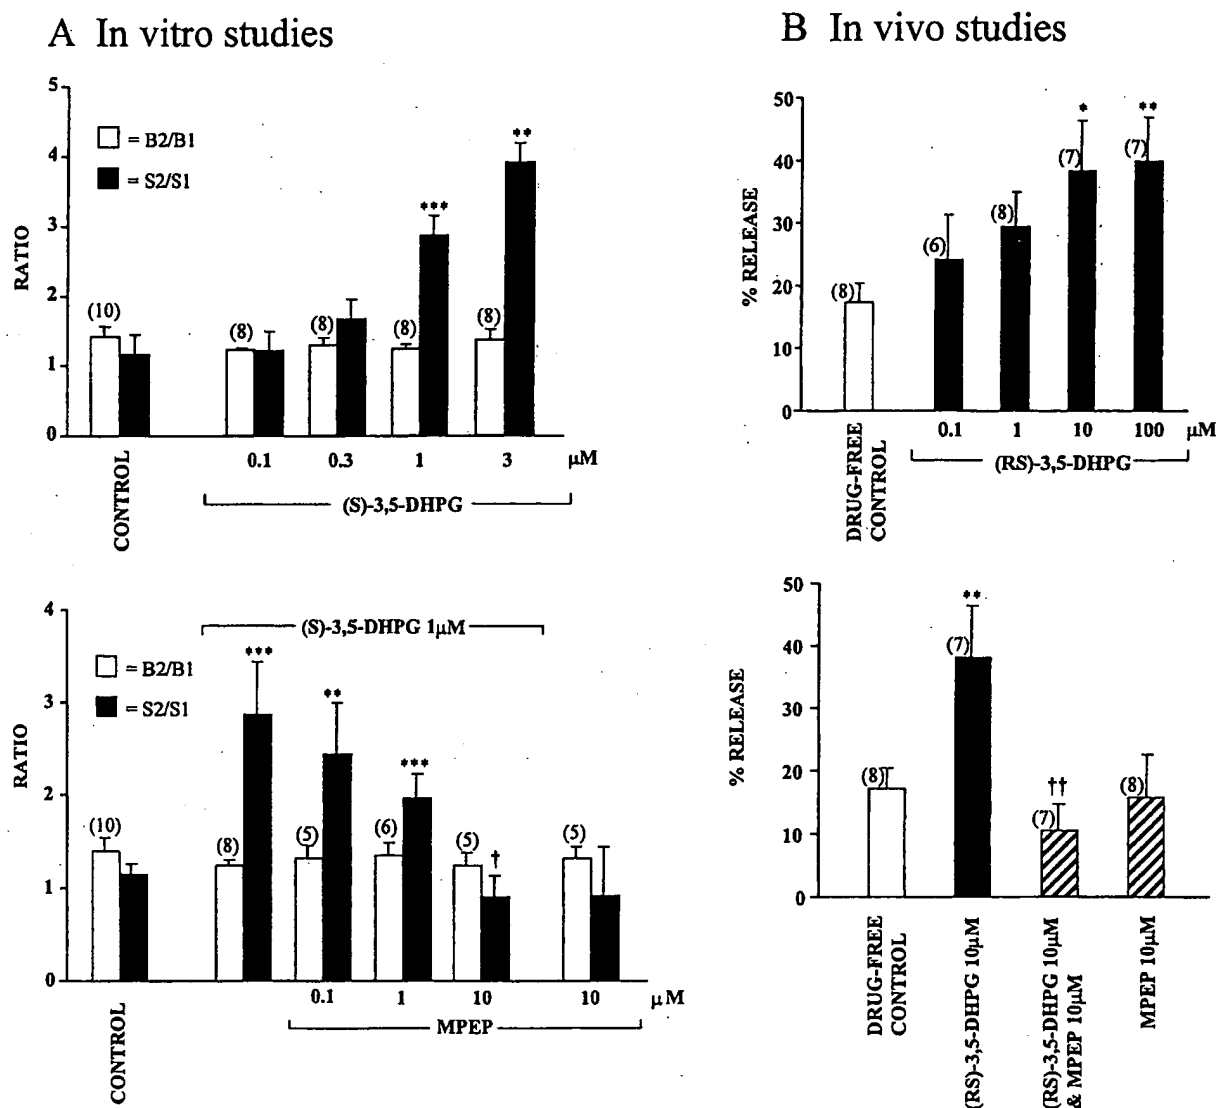 A In vitro studies
5
4
3
2
1
0
RATIO
= B2/B1
= S2/S1
(10)
(8)
(8)
(8)
***
(8)
**
CONTROL
0.1
0.3
1
3
μM
(S)-3,5-DHPG
4
3
2
1
0
RATIO
(S)-3,5-DHPG 1μM
= B2/B1
= S2/S1
(10)
(8)
***
(5)
**
(6)
***
(5)
†
(5)
CONTROL
0.1
1
10
10
μM
MPEP
B In vivo studies
50
40
30
20
10
0
% RELEASE
(8)
(6)
(8)
(7)
*
(7)
**
DRUG-FREE
CONTROL
0.1
1
10
100
μM
(RS)-3,5-DHPG
50
40
30
20
10
0
% RELEASE
(8)
(7)
**
(7)
††
(8)
DRUG-FREE
CONTROL
(RS)-3,5-DHPG 10μM
(RS)-3,5-DHPG 10μM
& MPEP 10μM
MPEP 10μM